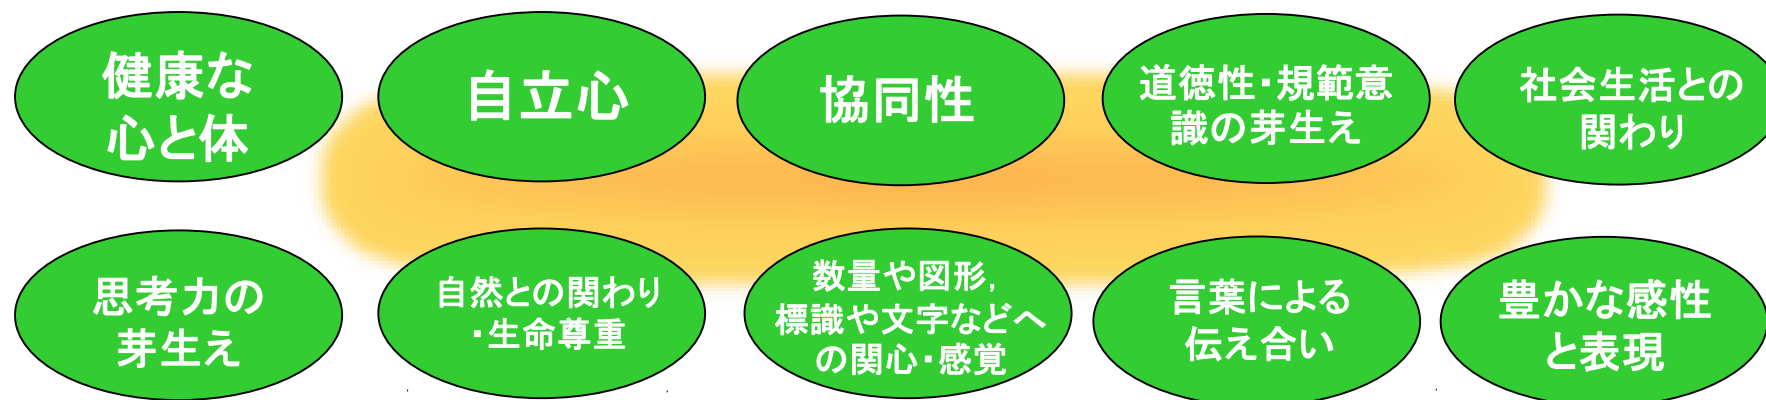 健康な
心と体
自立心
協同性
道徳性・規範意
識の芽生え
社会生活との
関わり
思考力の
芽生え
自然との関わり
・生命尊重
数量や図形,
標識や文字などへ
の関心・感覚
言葉による
伝え合い
豊かな感性
と表現